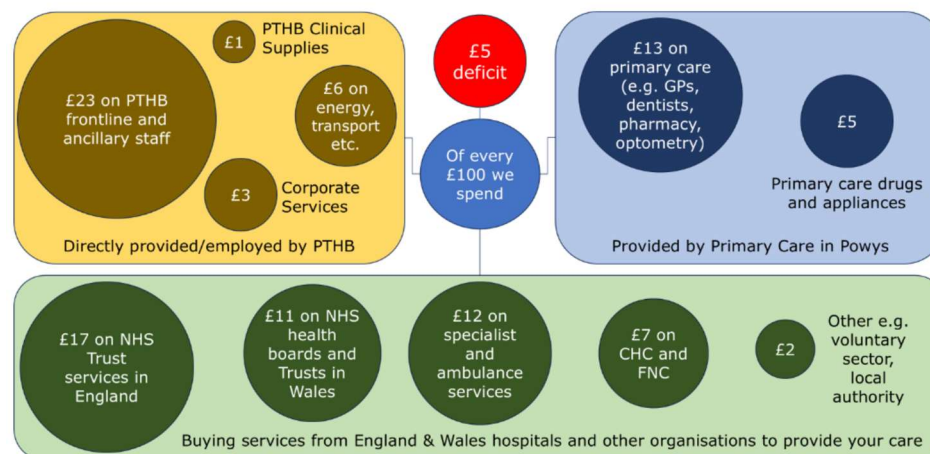 £23 on PTHB
frontline and
ancillary staff
£1
PTHB Clinical
Supplies
£6 on
energy,
transport
etc.
£3
Corporate
Services
Directly provided/employed by PTHB
£5
deficit
Of every
£100 we
spend
£13 on
primary care
(e.g. GPs,
dentists,
pharmacy,
optometry)
£5
Primary care drugs
and appliances
Provided by Primary Care in Powys
£17 on NHS
Trust
services in
England
£11 on NHS
health
boards and
Trusts in
Wales
£12 on
specialist
and
ambulance
services
£7 on
CHC and
FNC
£2
Other e.g.
voluntary
sector,
local
authority
Buying services from England & Wales hospitals and other organisations to provide your care